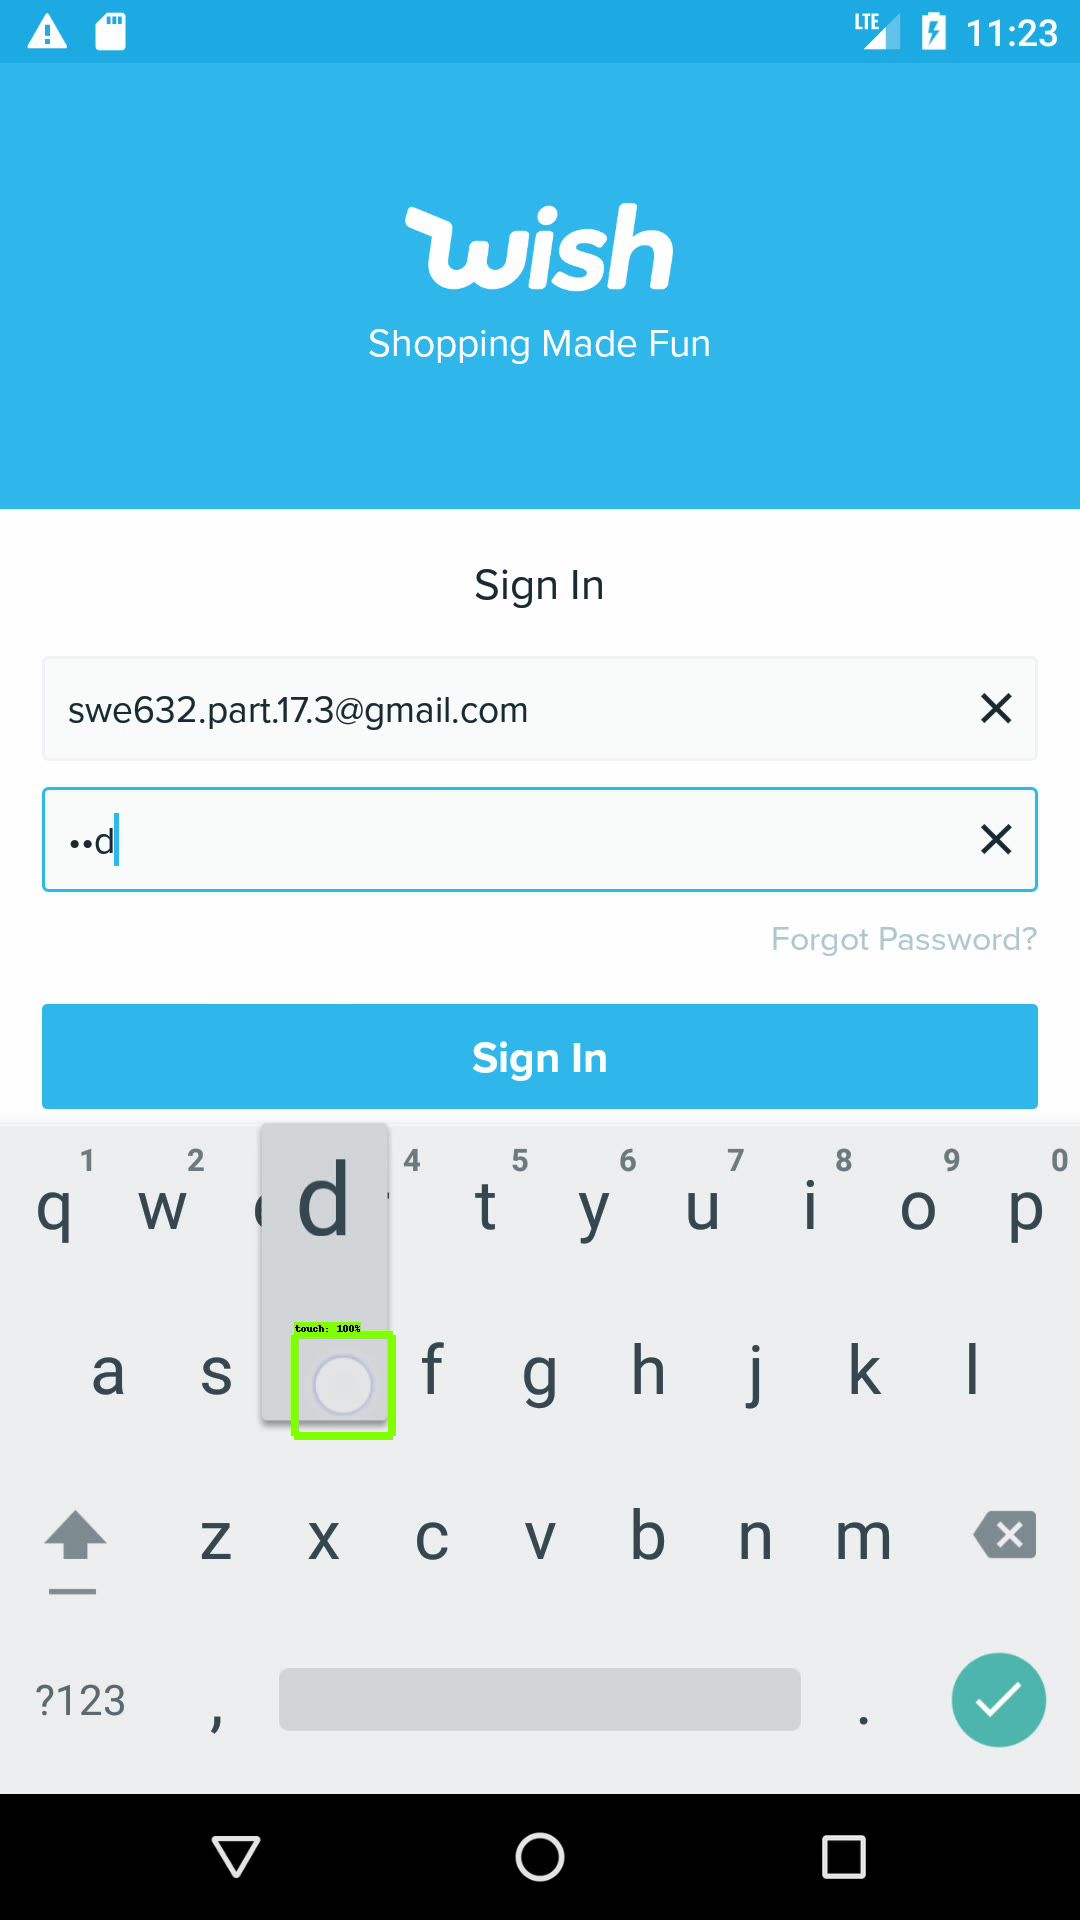 LTE 11:23
wish
Shopping Made Fun
Sign In
swe632.part.17.3@gmail.com
••d
Forgot Password?
Sign In
1 2 4 5 6 7 8 9 0
q w d t y u i o p
touch: 100%
a s f g h j k l
z x c v b n m
?123 , .